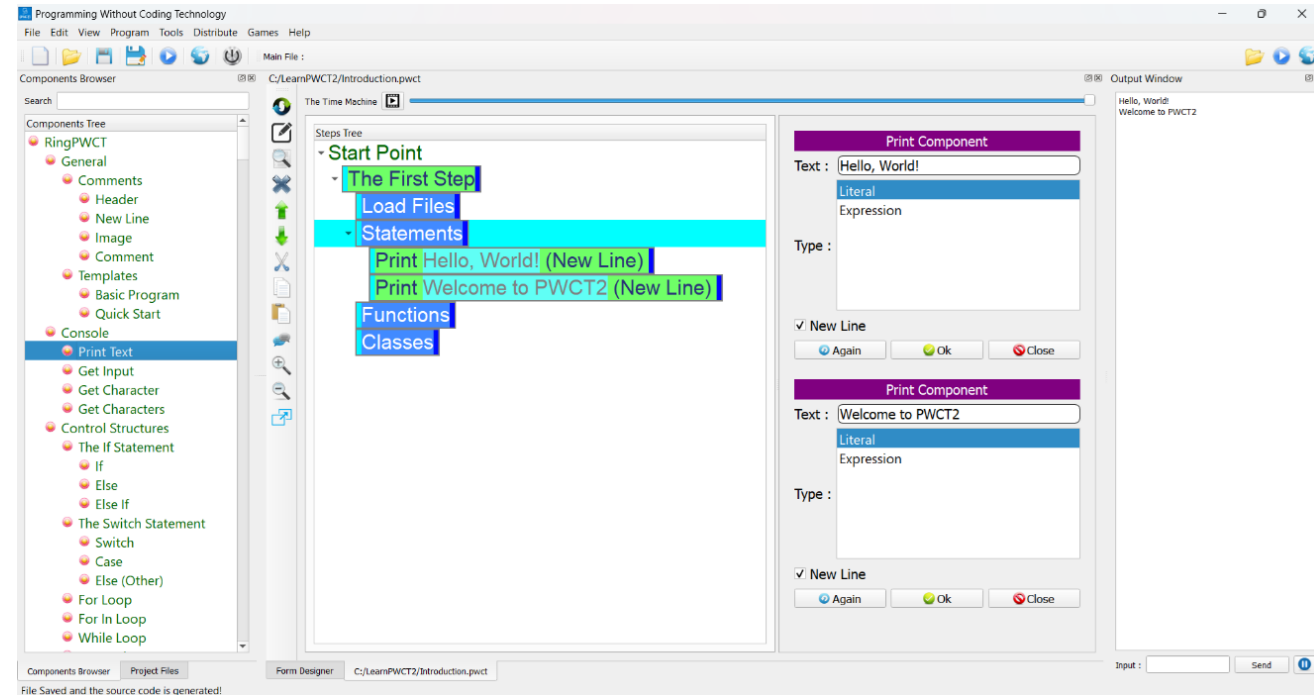 Programming Without Coding Technology
File Edit View Program Tools Distribute Games Help
Main File :
Components Browser
Search
Components Tree
RingPWCT
General
Comments
Header
New Line
Image
Comment
Templates
Basic Program
Quick Start
Console
Print Text
Get Input
Get Character
Get Characters
Control Structures
The If Statement
If
Else
Else If
The Switch Statement
Switch
Case
Else (Other)
For Loop
For In Loop
While Loop
Components Browser Project Files
C:/LearnPWCT2/Introduction.pwct
The Time Machine
Steps Tree
Start Point
The First Step
Load Files
Statements
Print Hello, World! (New Line)
Print Welcome to PWCT2 (New Line)
Functions
Classes
Print Component
Text : Hello, World!
Literal
Expression
Type :
New Line
Again Ok Close
Print Component
Text : Welcome to PWCT2
Literal
Expression
Type :
New Line
Again Ok Close
Form Designer C:/LearnPWCT2/Introduction.pwct
Output Window
Hello, World!
Welcome to PWCT2
Input : Send
File Saved and the source code is generated!